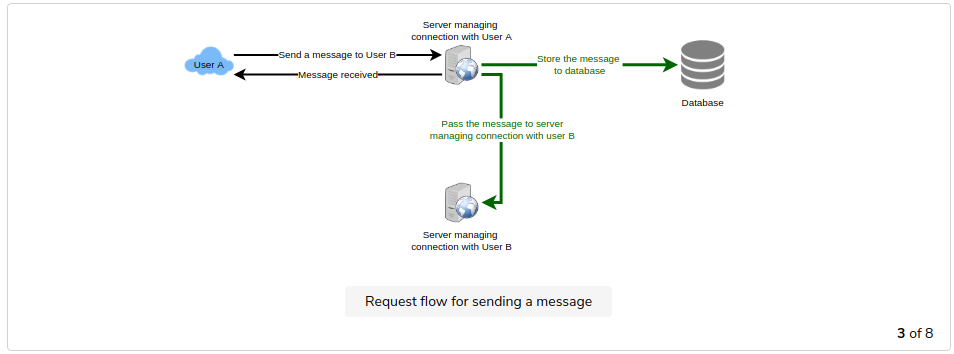 Server managing
connection with User A
User A
Send a message to User B
Message received
Store the message
to database
Database
Pass the message to server
managing connection with user B
Server managing
connection with User B
Request flow for sending a message
3 of 8